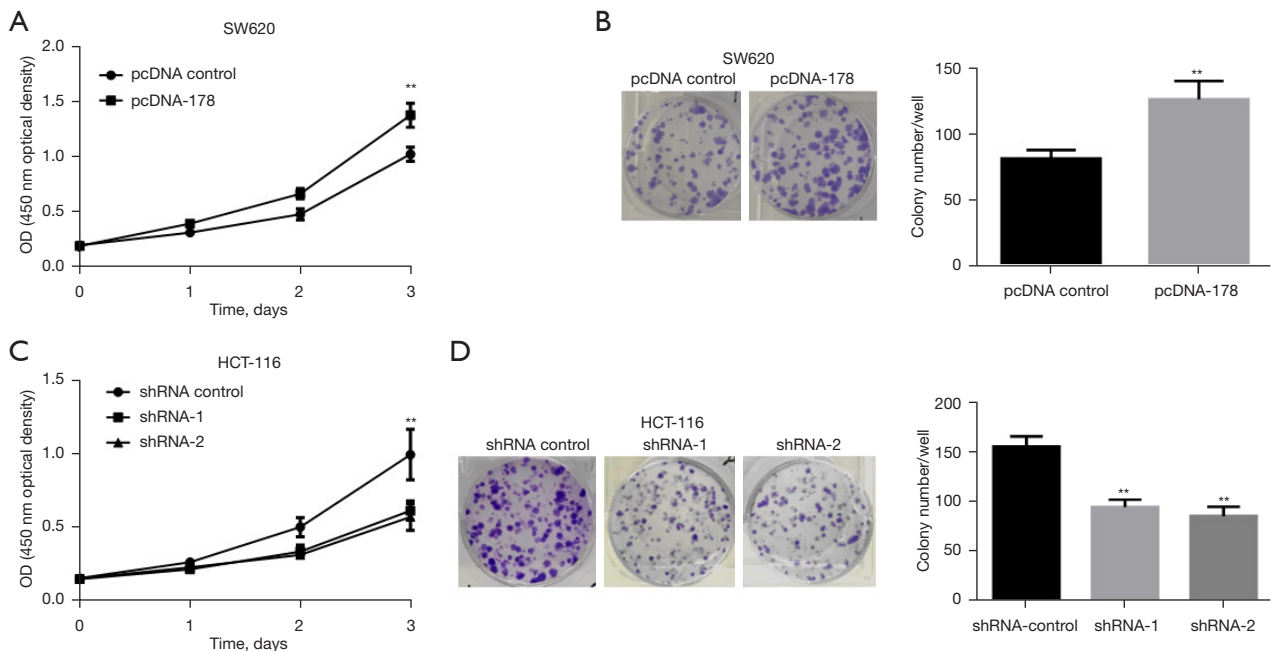 A
SW620
OD (450 nm optical density)
2.0
1.5
1.0
0.5
0.0
pcDNA control
pcDNA-178
**
0 1 2 3
Time, days
B
SW620
pcDNA control pcDNA-178
Colony number/well
150
100
50
0
**
pcDNA control pcDNA-178
C
HCT-116
OD (450 nm optical density)
1.5
1.0
0.5
0.0
shRNA control
shRNA-1
shRNA-2
**
0 1 2 3
Time, days
D
HCT-116
shRNA control shRNA-1 shRNA-2
Colony number/well
200
150
100
50
0
** **
shRNA-control shRNA-1 shRNA-2